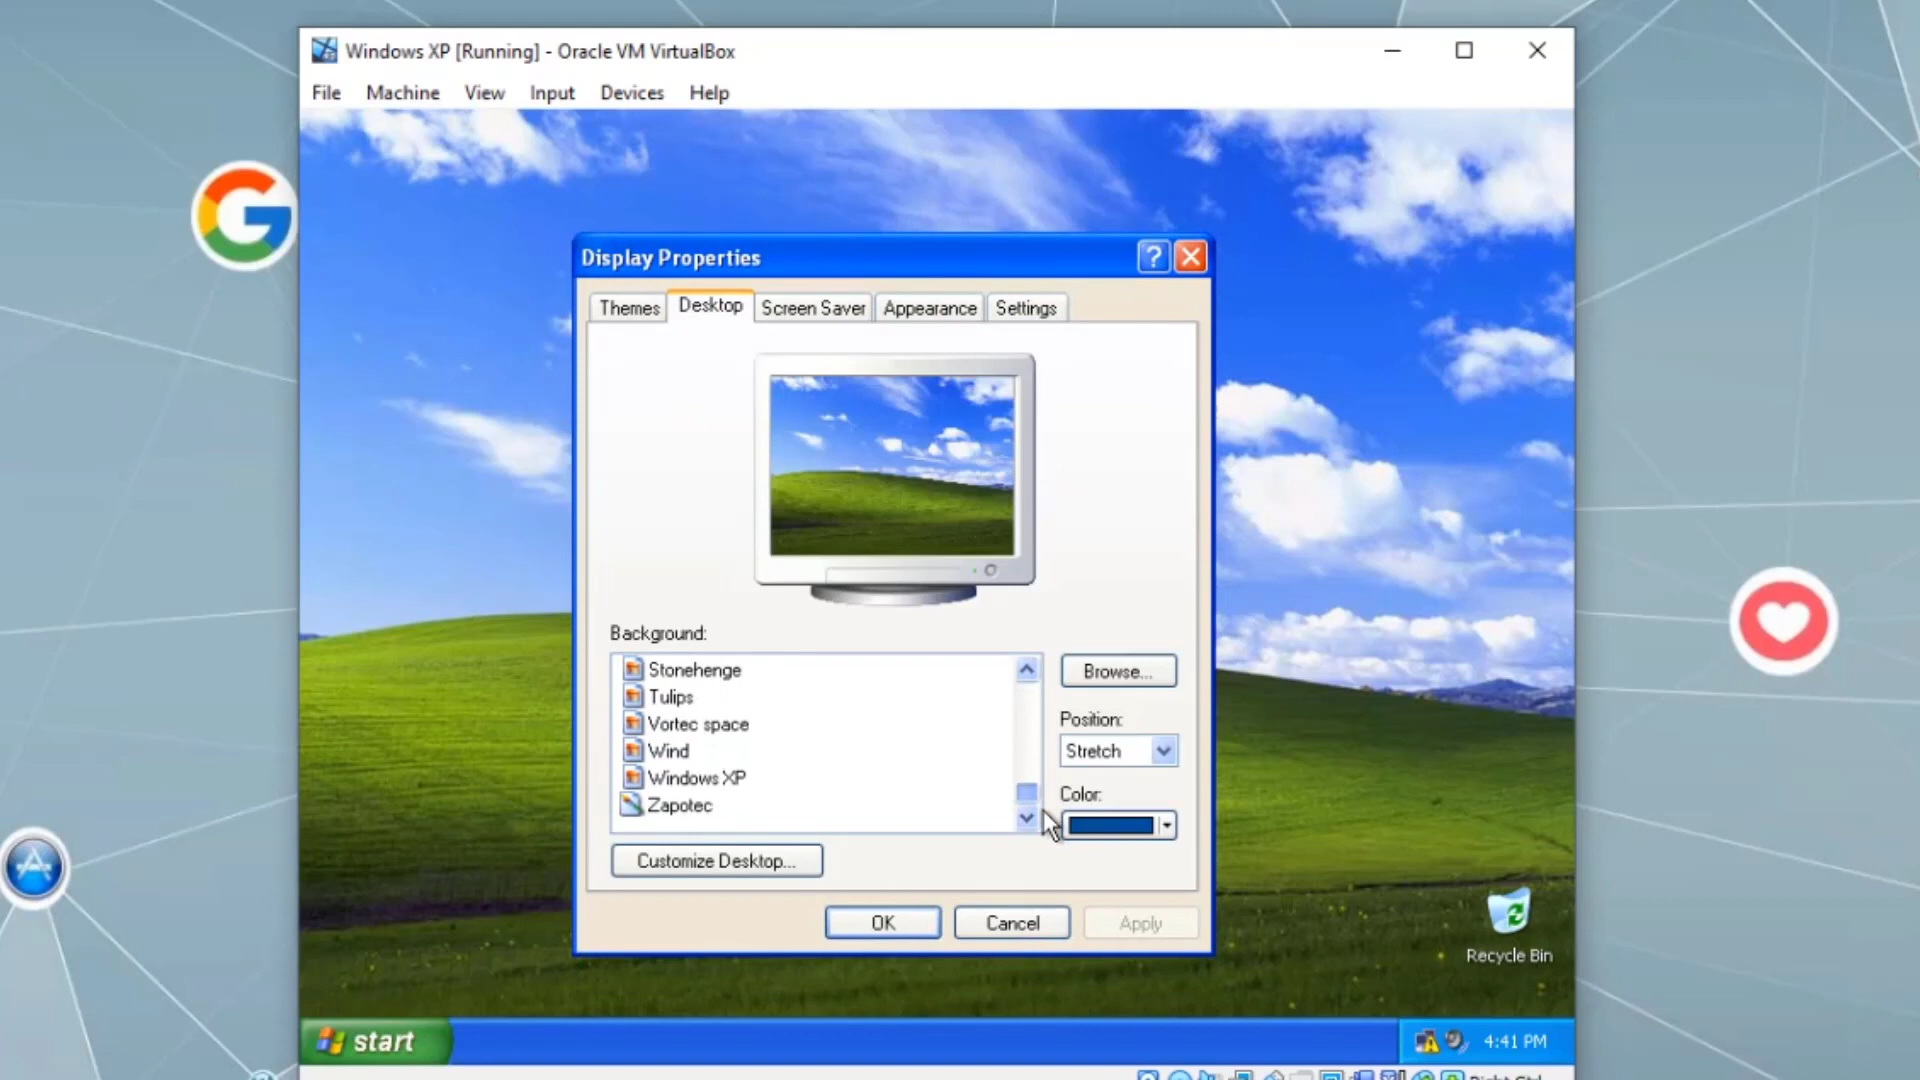 Windows XP [Running] - Oracle VM VirtualBox
File Machine View Input Devices Help
Display Properties
Themes Desktop Screen Saver Appearance Settings
Background:
Stonehenge
Tulips
Vortec space
Wind
Windows XP
Zapotec
Browse...
Position:
Stretch
Color:
Customize Desktop...
OK Cancel Apply
Recycle Bin
start
4:41 PM
Right Ctrl